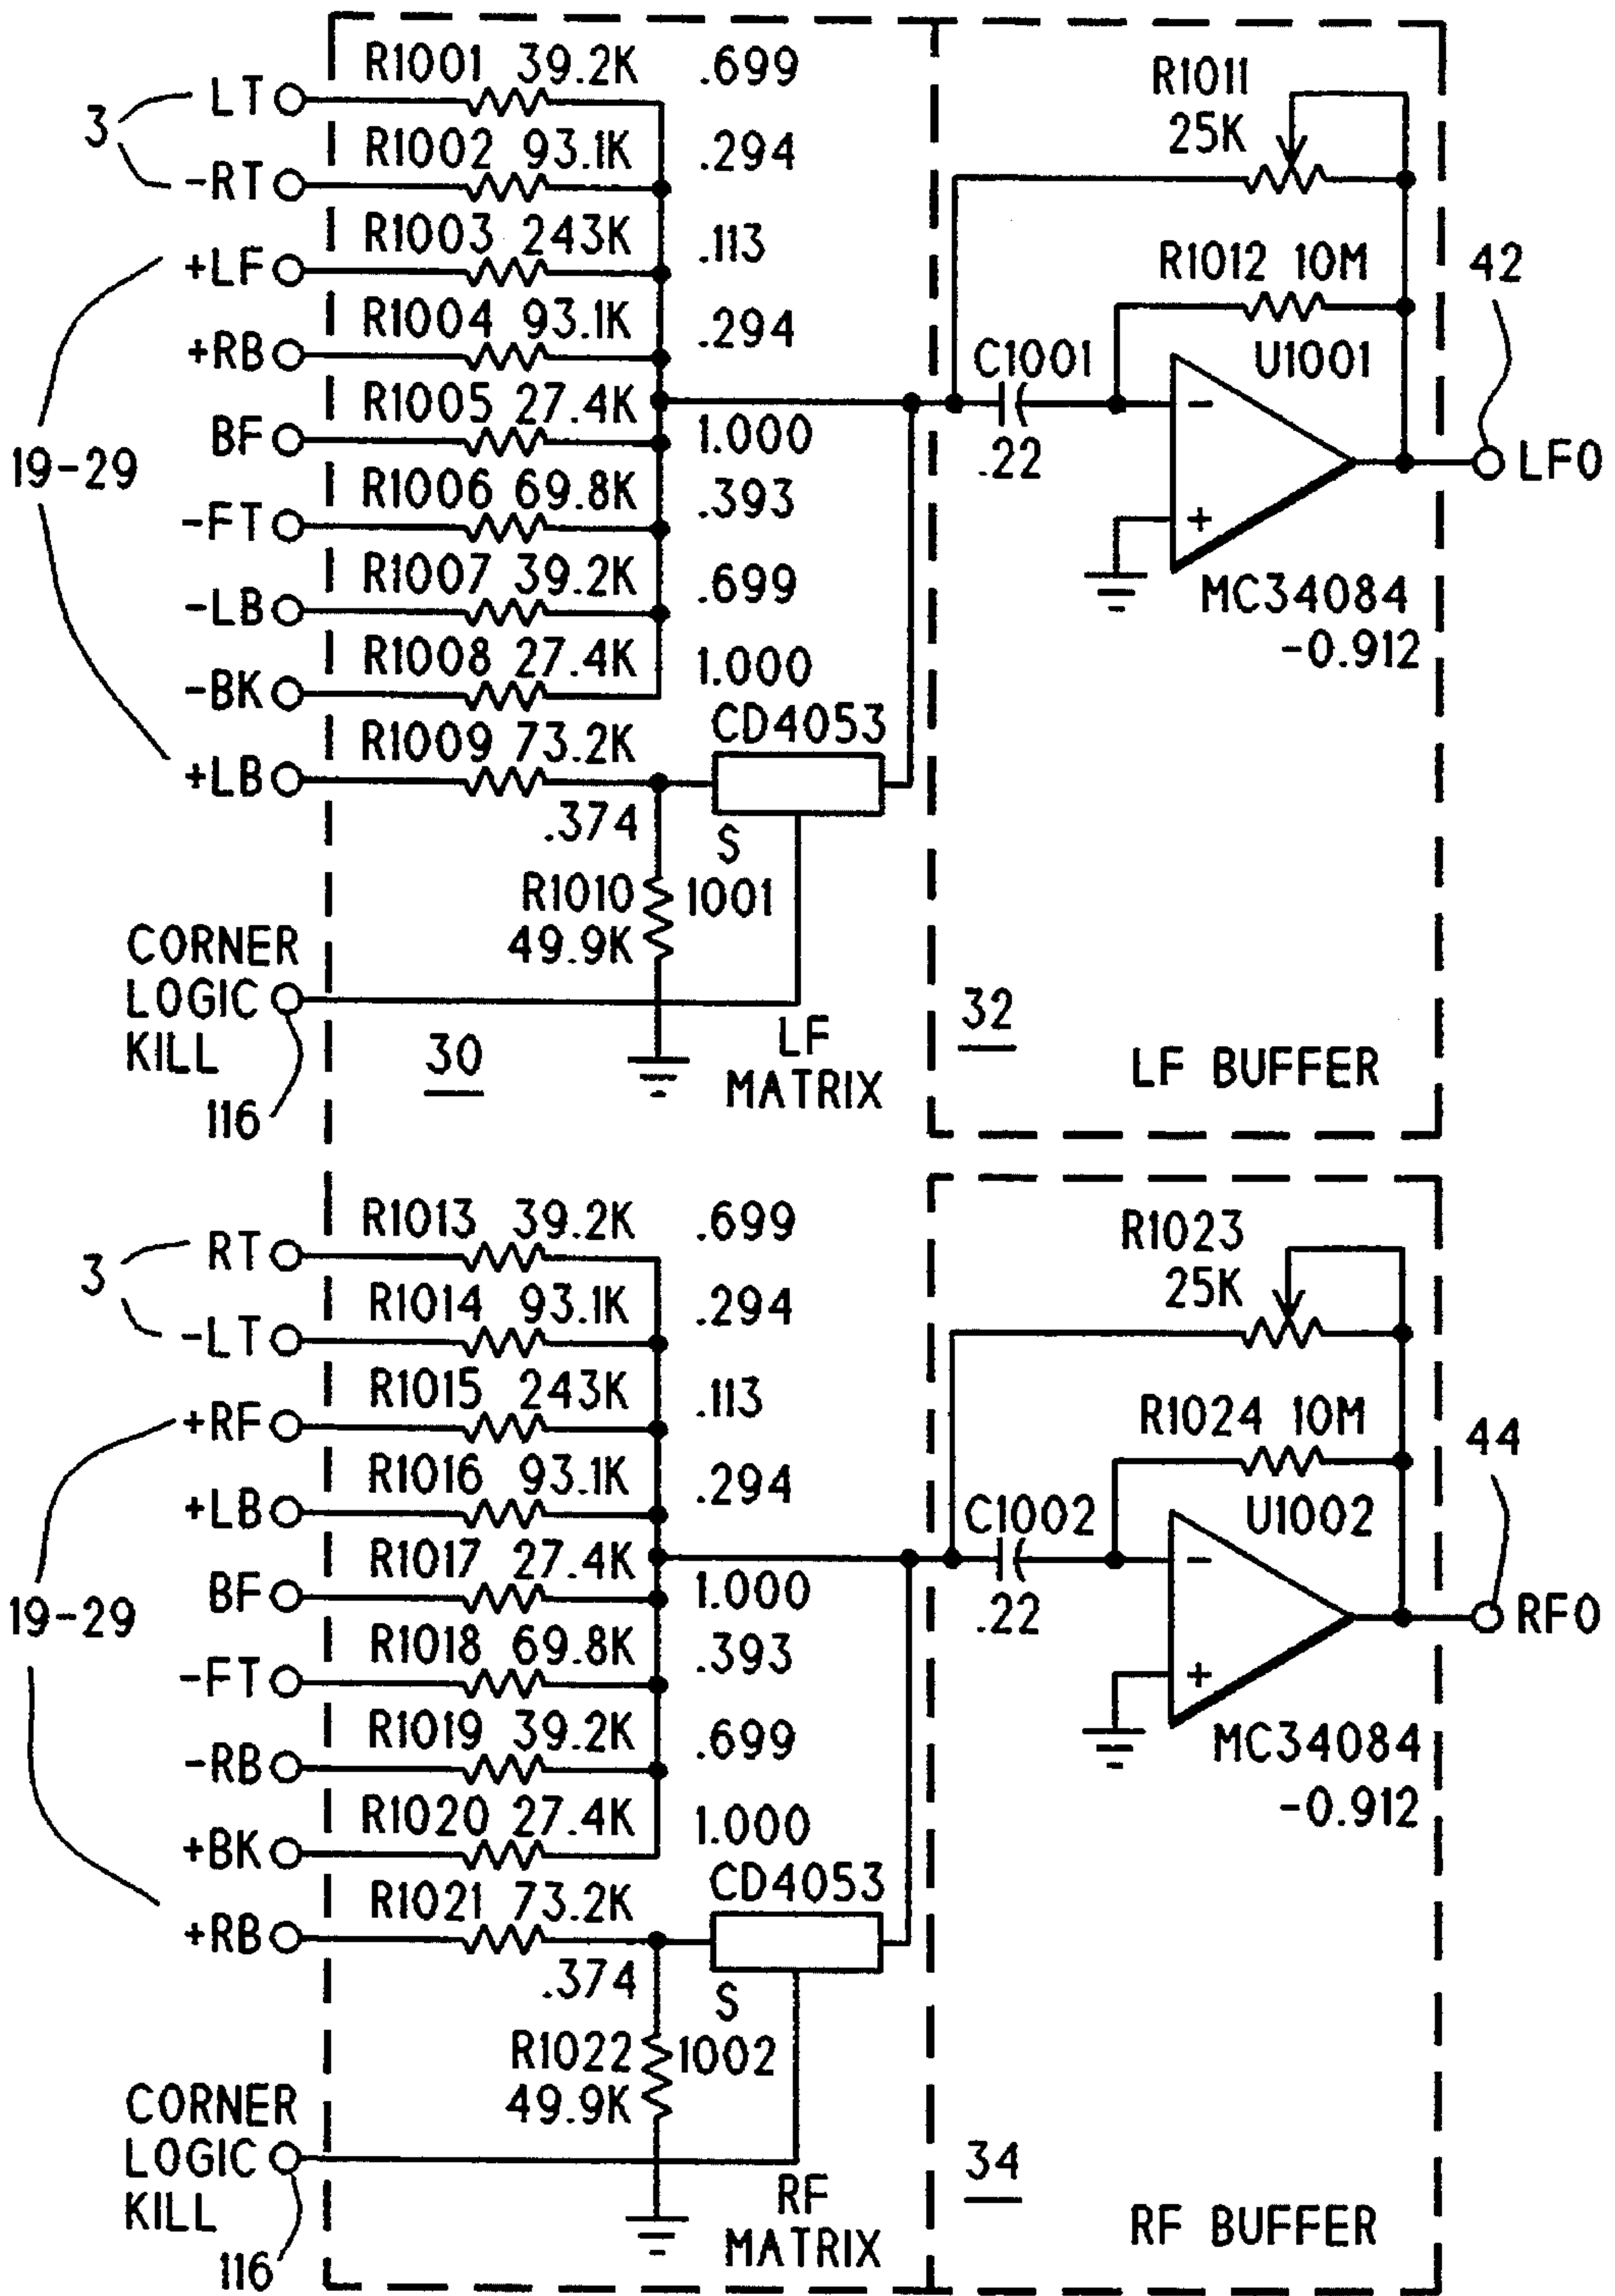 R1001 39.2K .699
LT
3
R1002 93.1K .294
-RT
R1003 243K .113
+LF
R1004 93.1K .294
+RB
R1005 27.4K 1.000
BF
19-29
R1006 69.8K .393
-FT
R1007 39.2K .699
-LB
R1008 27.4K 1.000
-BK
R1009 73.2K
+LB
.374
CD4053
S
1001
R1010
49.9K
CORNER
LOGIC
KILL
116
30
LF
MATRIX
R1011
25K
R1012 10M
42
C1001
.22
U1001
-
+
LFO
MC34084
-0.912
32
LF BUFFER
R1013 39.2K .699
RT
3
R1014 93.1K .294
-LT
R1015 243K .113
+RF
R1016 93.1K .294
+LB
R1017 27.4K 1.000
BF
19-29
R1018 69.8K .393
-FT
R1019 39.2K .699
-RB
R1020 27.4K 1.000
+BK
R1021 73.2K
+RB
.374
CD4053
S
1002
R1022
49.9K
CORNER
LOGIC
KILL
116
RF
MATRIX
R1023
25K
R1024 10M
44
C1002
.22
U1002
-
+
RFO
MC34084
-0.912
34
RF BUFFER